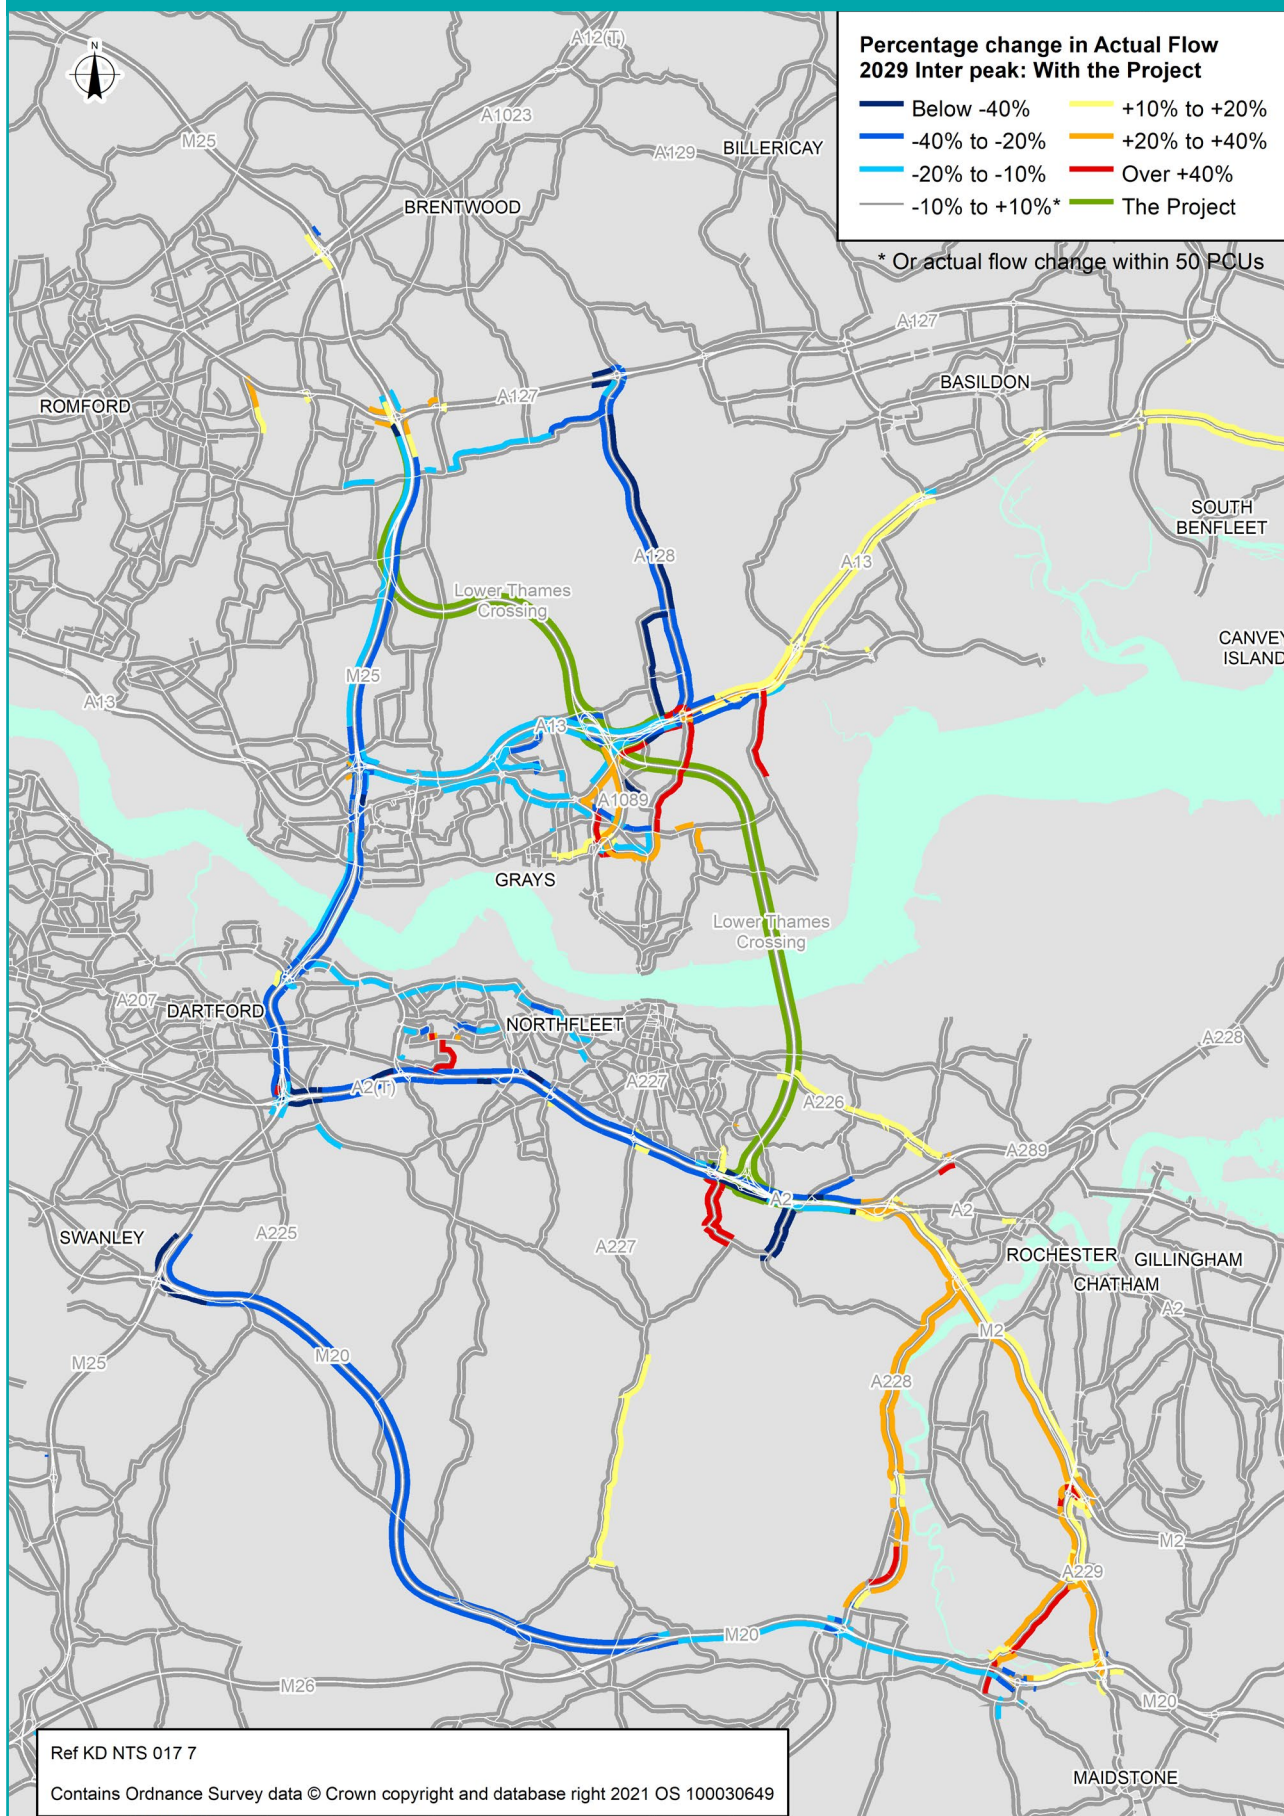 N
A12(T)
Percentage change in Actual Flow
2029 Inter peak: With the Project
Below -40%
+10% to +20%
-40% to -20%
+20% to +40%
-20% to -10%
Over +40%
-10% to +10%*
The Project
* Or actual flow change within 50 PCUs
A1023
M25
A129
BILLERICAY
BRENTWOOD
A127
BASILDON
A127
ROMFORD
SOUTH
BENFLEET
A128
A13
Lower Thames
Crossing
CANVEY
ISLAND
M25
A13
A13
A1089
GRAYS
Lower Thames
Crossing
A207
DARTFORD
NORTHFLEET
A228
A2(T)
A227
A226
A289
A2
A2
SWANLEY
A225
A227
ROCHESTER
GILLINGHAM
CHATHAM
A2
M25
M20
M2
A228
M2
A229
M20
M26
M20
MAIDSTONE
Ref KD NTS 017 7
Contains Ordnance Survey data © Crown copyright and database right 2021 OS 100030649